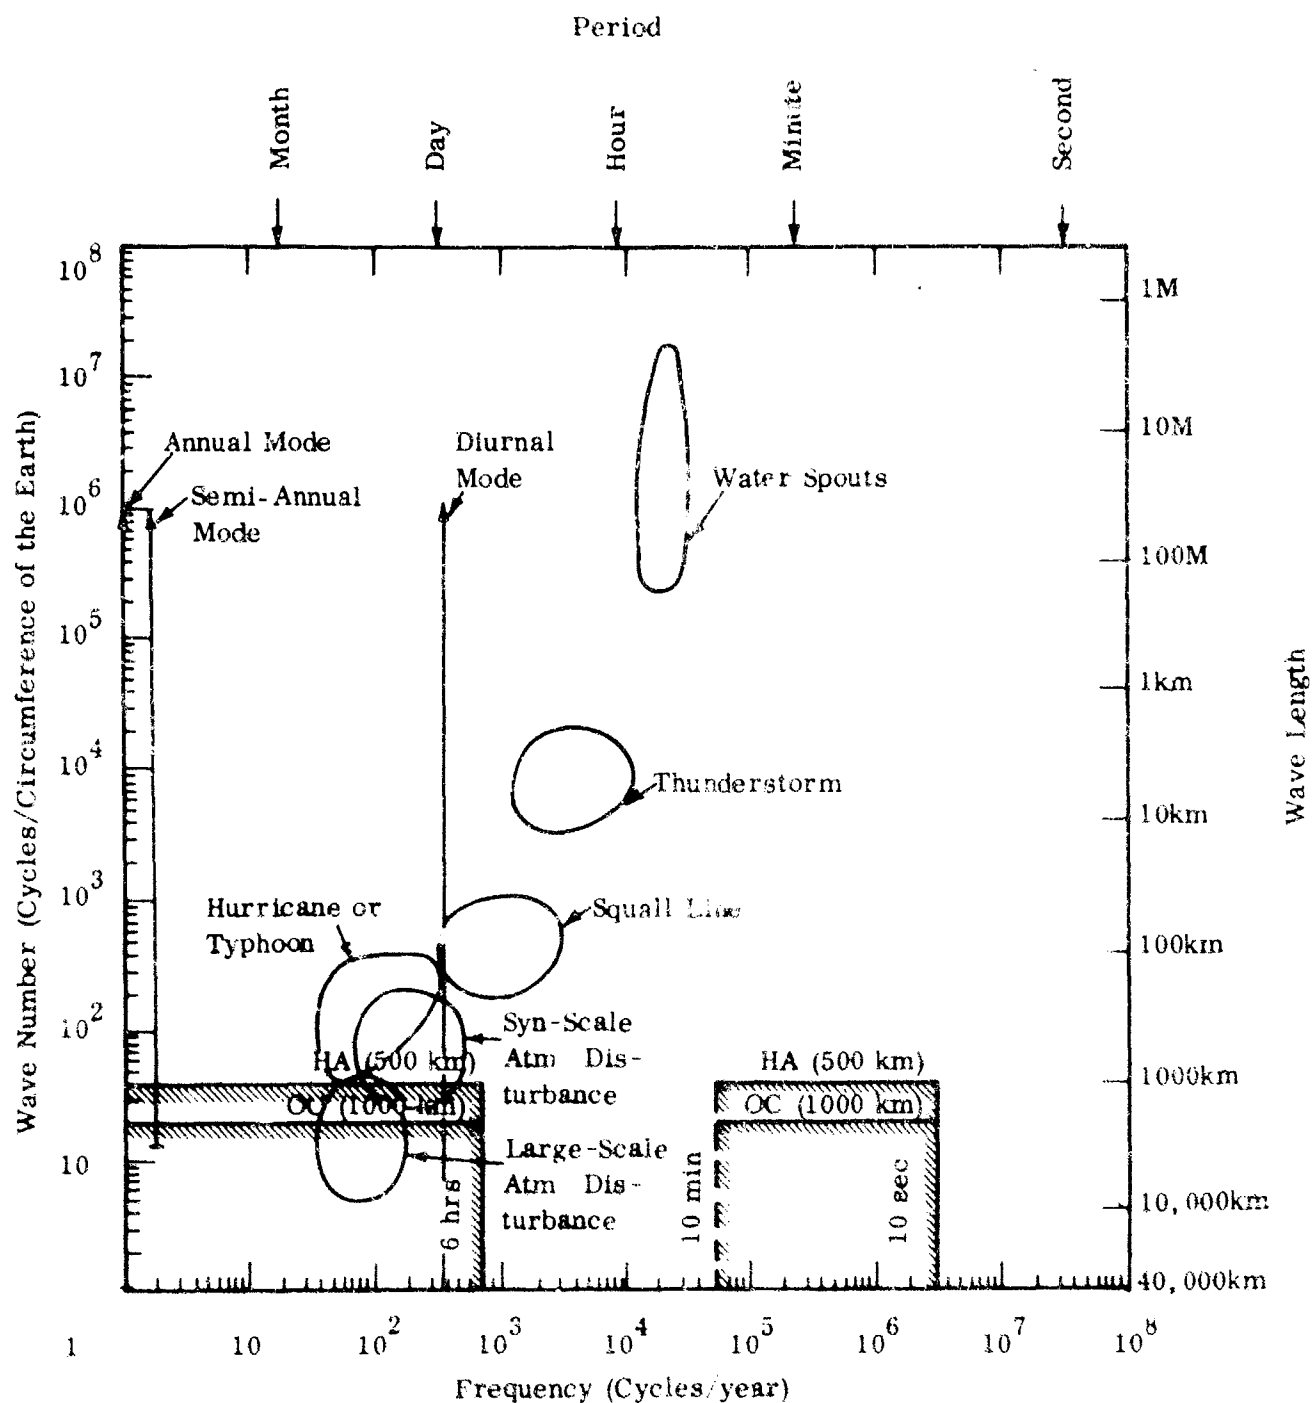 Period
Month
Day
Hour
Minute
Second
10^8
1M
10^7
Annual Mode
Diurnal
Mode
10M
Water Spouts
10^6
Semi-Annual
Mode
100M
10^5
1km
10^4
Thunderstorm
10km
10^3
Hurricane or
Typhoon
Squall Line
100km
10^2
Syn-Scale
Atm Dis-
turbance
HA (500 km)
HA (500 km)
1000km
OC (1000 km)
OC (1000 km)
10
Large-Scale
Atm Dis-
turbance
6 hrs
10 min
10 sec
10,000km
40,000km
Wave Number (Cycles/Circumference of the Earth)
Wave Length
1
10
10^2
10^3
10^4
10^5
10^6
10^7
10^8
Frequency (Cycles/year)